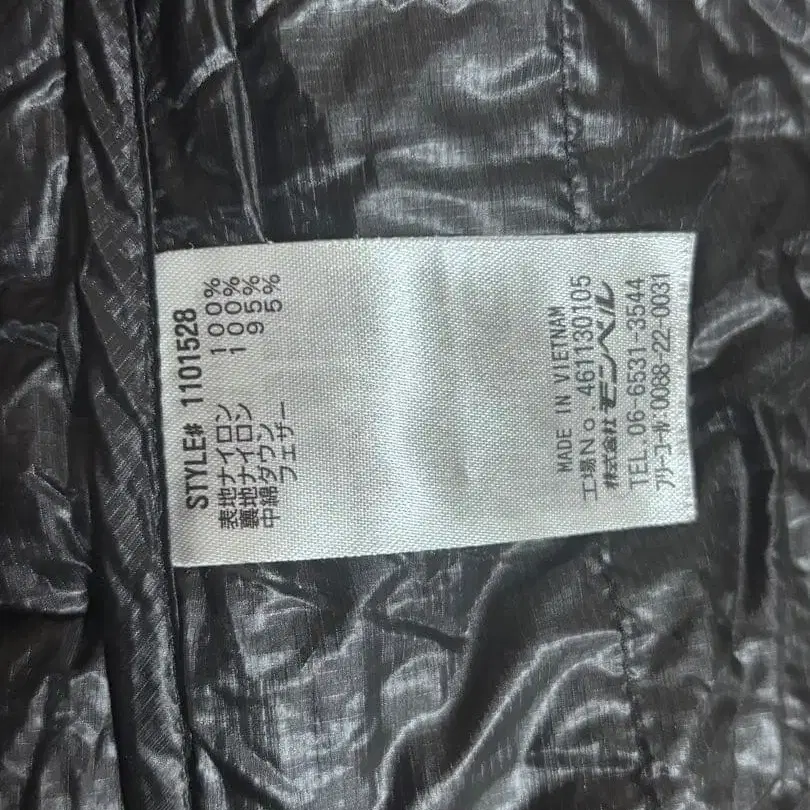 STYLE# 1101528
表地ナイロン 100%
裏地ナイロン 100%
中綿ダウン 95%
フェザー 5%
MADE IN VIETNAM
工場No.461130105
株式会社モンベル
TEL.06-6531-3544
フリーコール:0088-22-0031